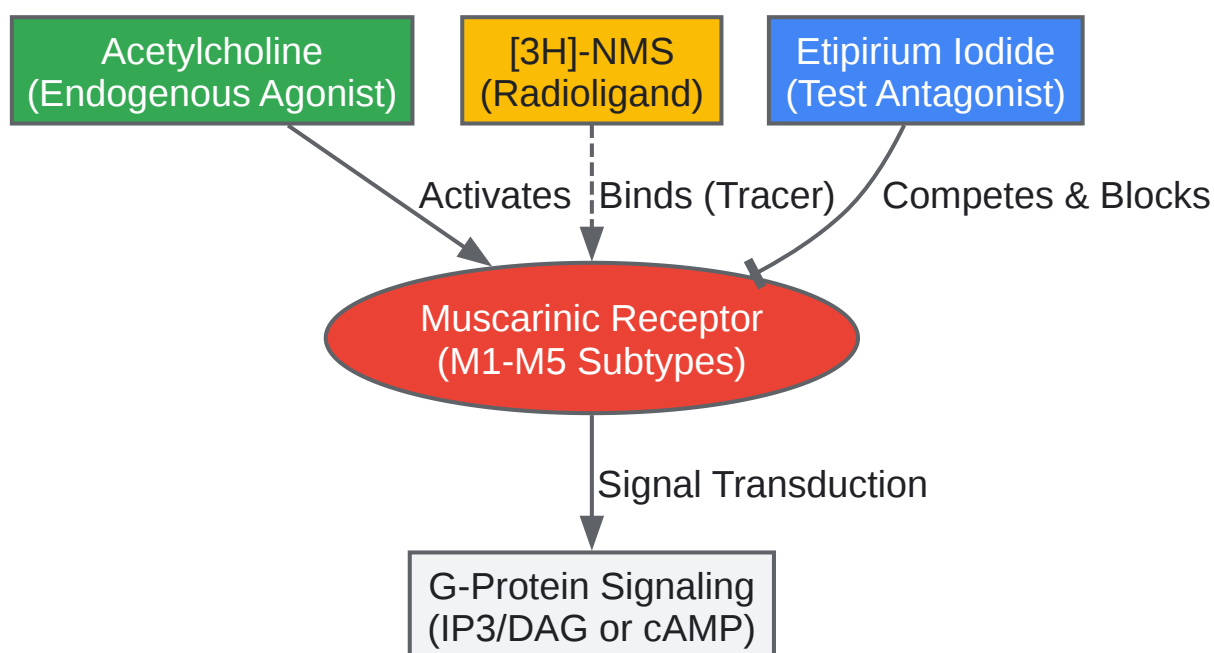 Acetylcholine
(Endogenous Agonist)
[3H]-NMS
(Radioligand)
Etipirium Iodide
(Test Antagonist)
Activates
Binds (Tracer)
Competes & Blocks
Muscarinic Receptor
(M1-M5 Subtypes)
Signal Transduction
G-Protein Signaling
(IP3/DAG or cAMP)